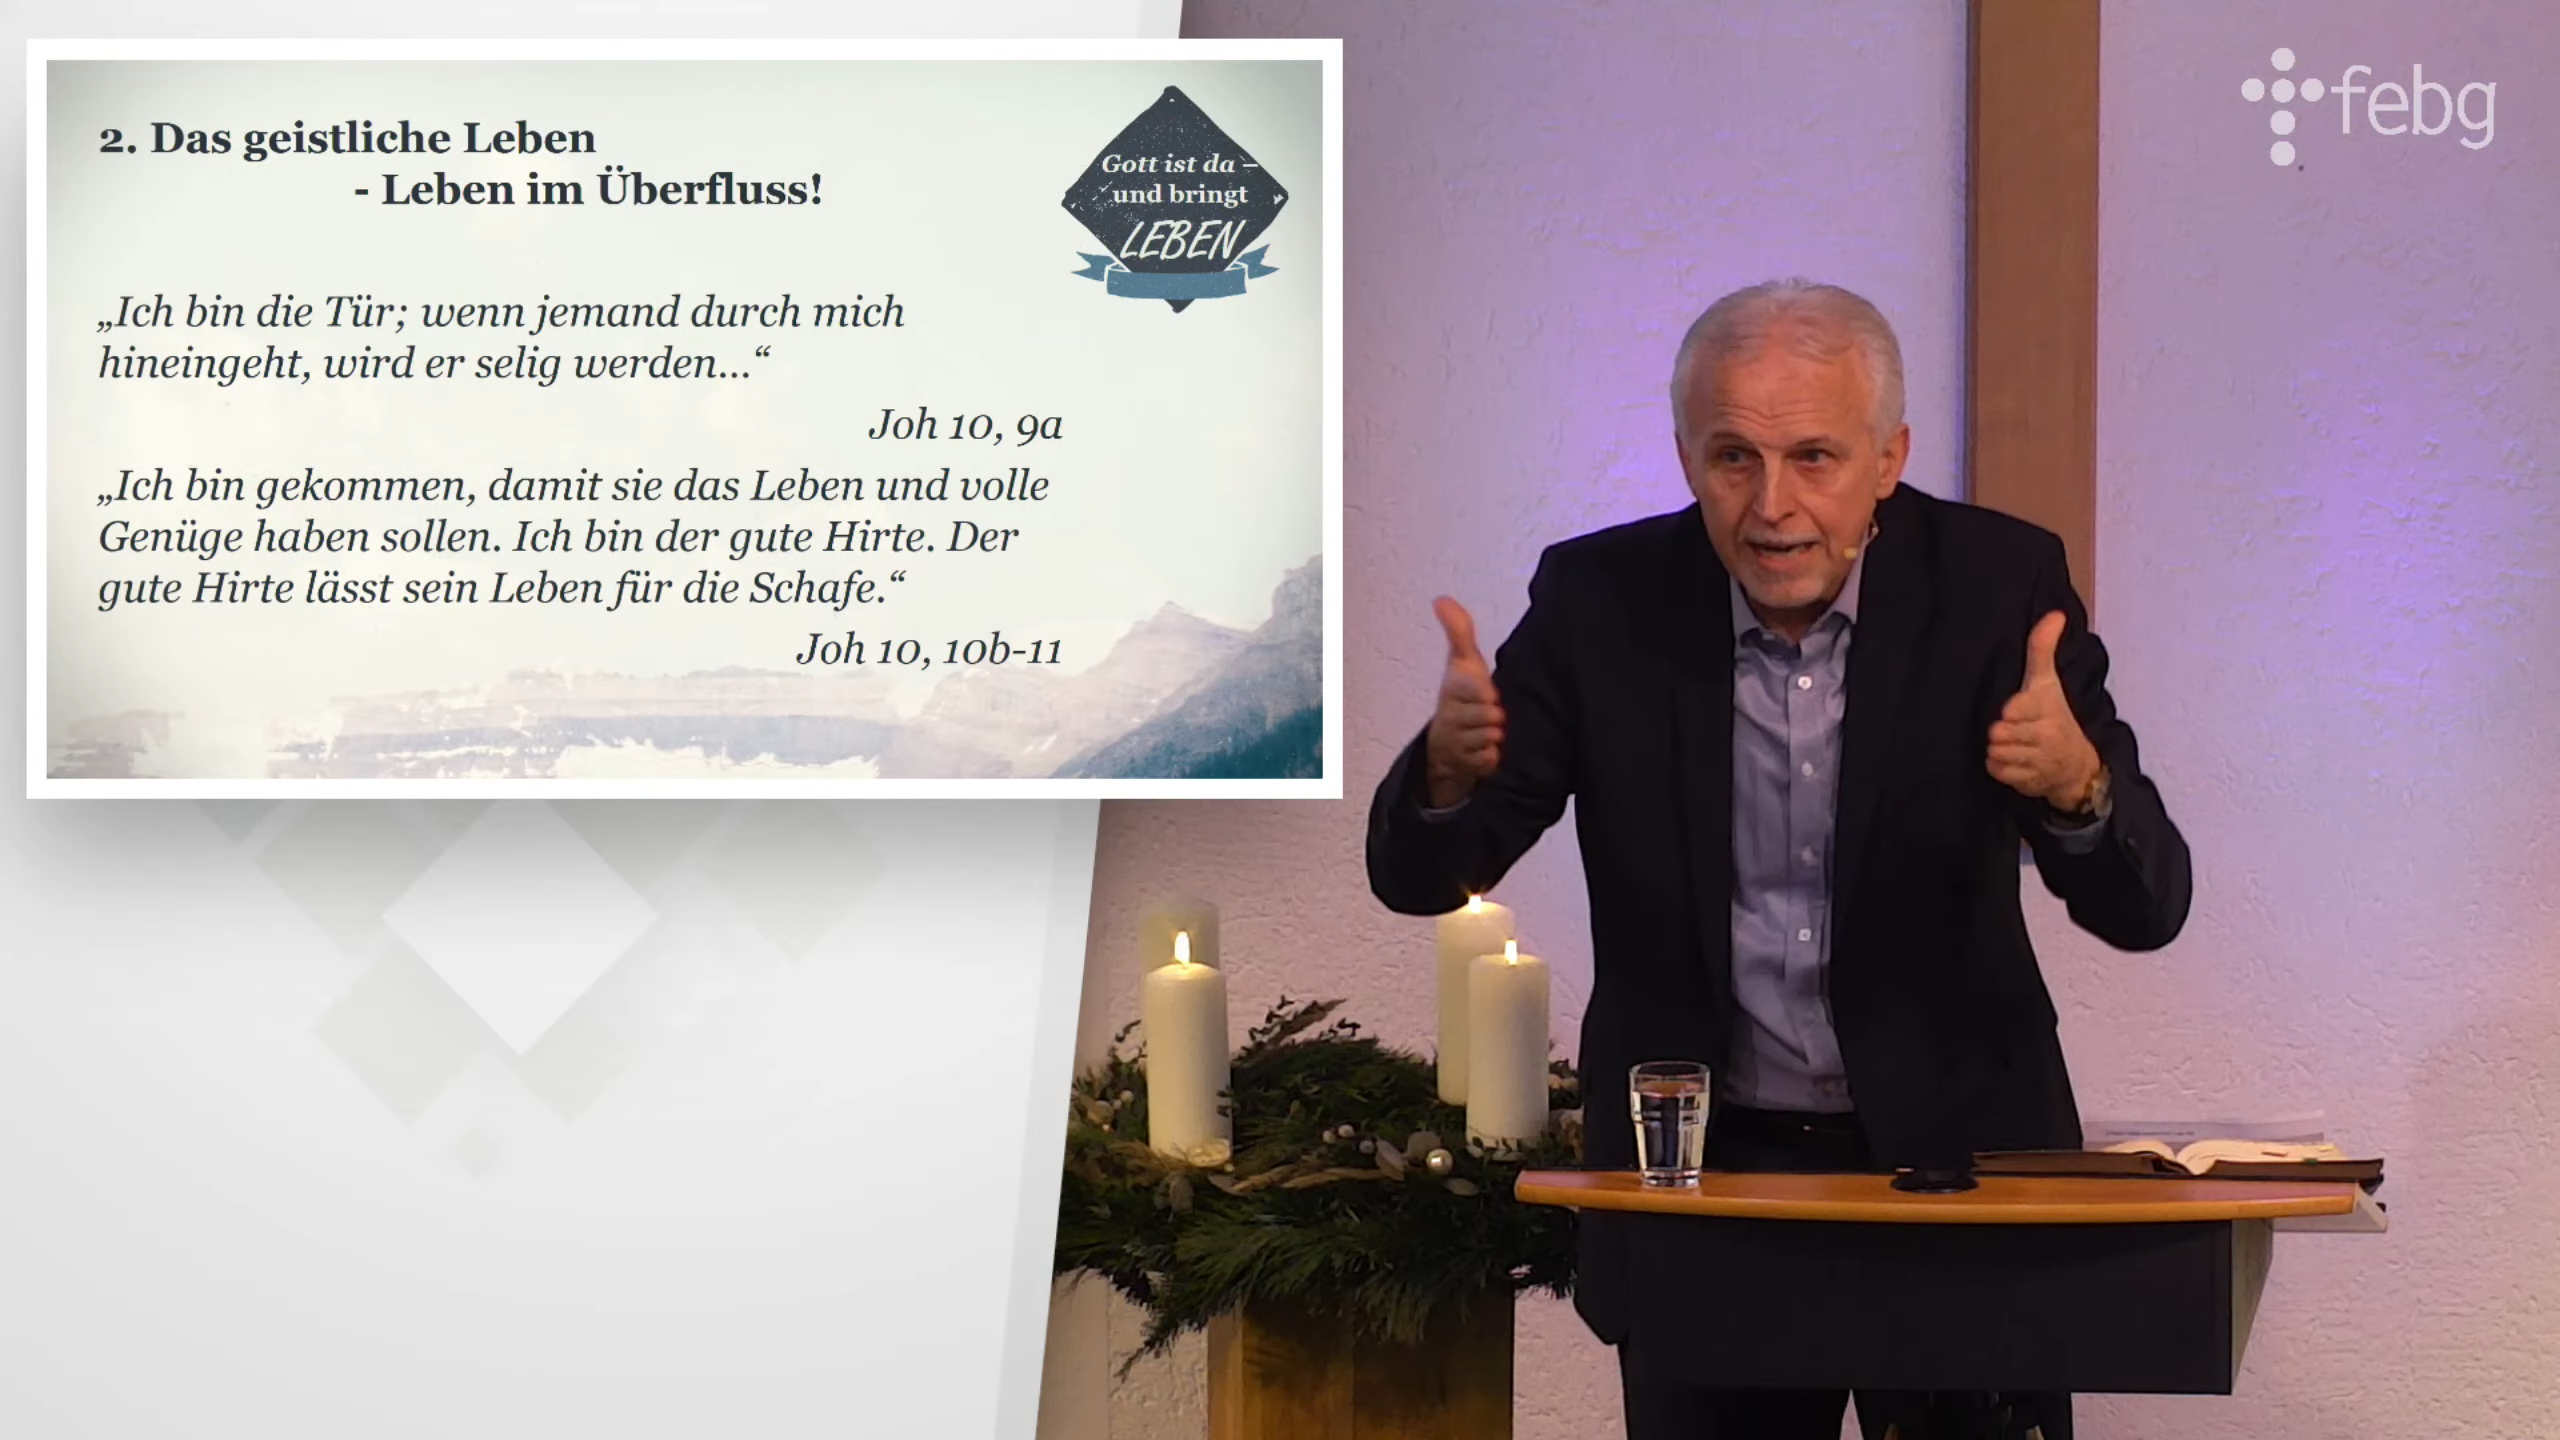 2. Das geistliche Leben
- Leben im Überfluss!
Gott ist da –
und bringt
LEBEN
„Ich bin die Tür; wenn jemand durch mich
hineingeht, wird er selig werden...“
Joh 10, 9a
„Ich bin gekommen, damit sie das Leben und volle
Genüge haben sollen. Ich bin der gute Hirte. Der
gute Hirte lässt sein Leben für die Schafe.“
Joh 10, 10b-11
febg